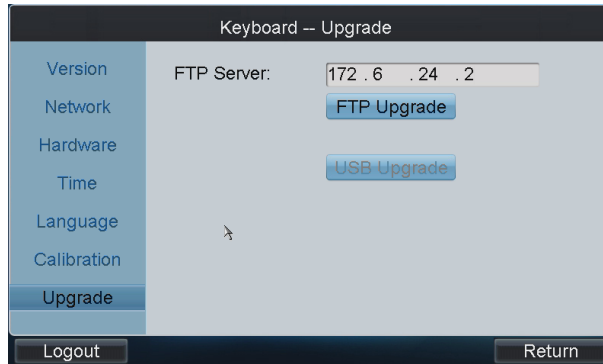 Keyboard -- Upgrade
Version
Network
Hardware
Time
Language
Calibration
Upgrade
FTP Server: 172 . 6 . 24 . 2
FTP Upgrade
USB Upgrade
Logout
Return